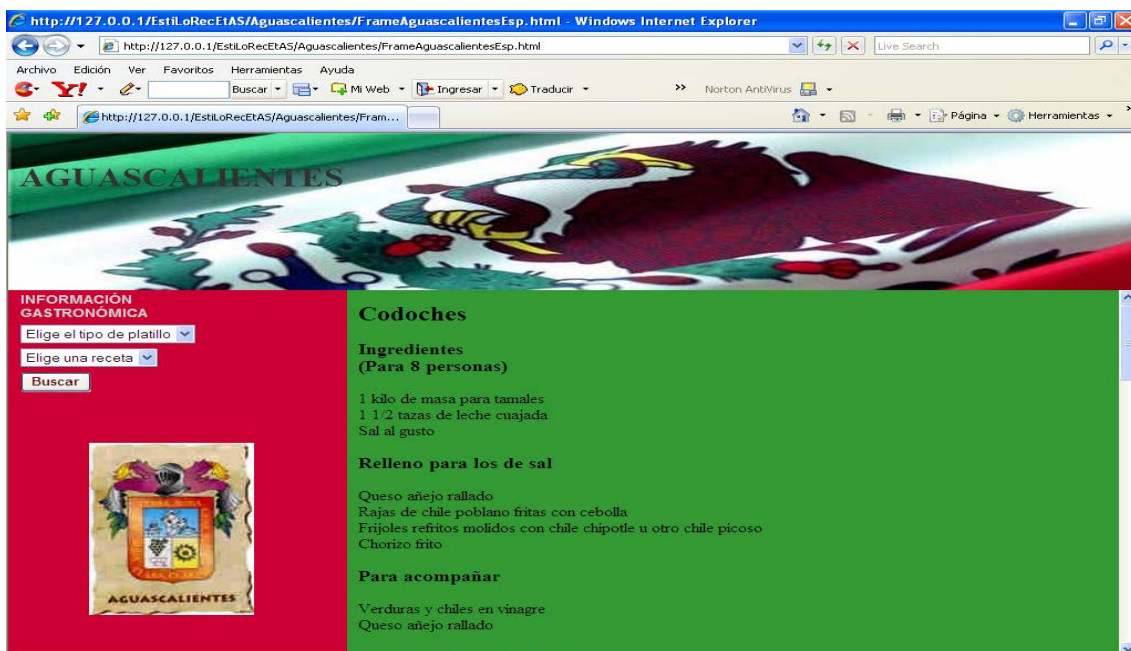 http://127.0.0.1/EstiLoRecEtAS/Aguascalientes/FrameAguascalientesEsp.html - Windows Internet Explorer
http://127.0.0.1/EstiLoRecEtAS/Aguascalientes/FrameAguascalientesEsp.html Live Search
Archivo Edición Ver Favoritos Herramientas Ayuda
Y! Buscar Mi Web Ingresar Traducir >> Norton AntiVirus
http://127.0.0.1/EstiLoRecEtAS/Aguascalientes/Fram... Página Herramientas
AGUASCALIENTES
INFORMACIÓN
GASTRONÓMICA
Elige el tipo de platillo
Elige una receta
Buscar
AGUASCALIENTES
Codoches
Ingredientes
(Para 8 personas)
1 kilo de masa para tamales
1 1/2 tazas de leche cuajada
Sal al gusto
Relleno para los de sal
Queso añejo rallado
Rajas de chile poblano fritas con cebolla
Frijoles refritos molidos con chile chipotle u otro chile picoso
Chorizo frito
Para acompañar
Verduras y chiles en vinagre
Queso añejo rallado